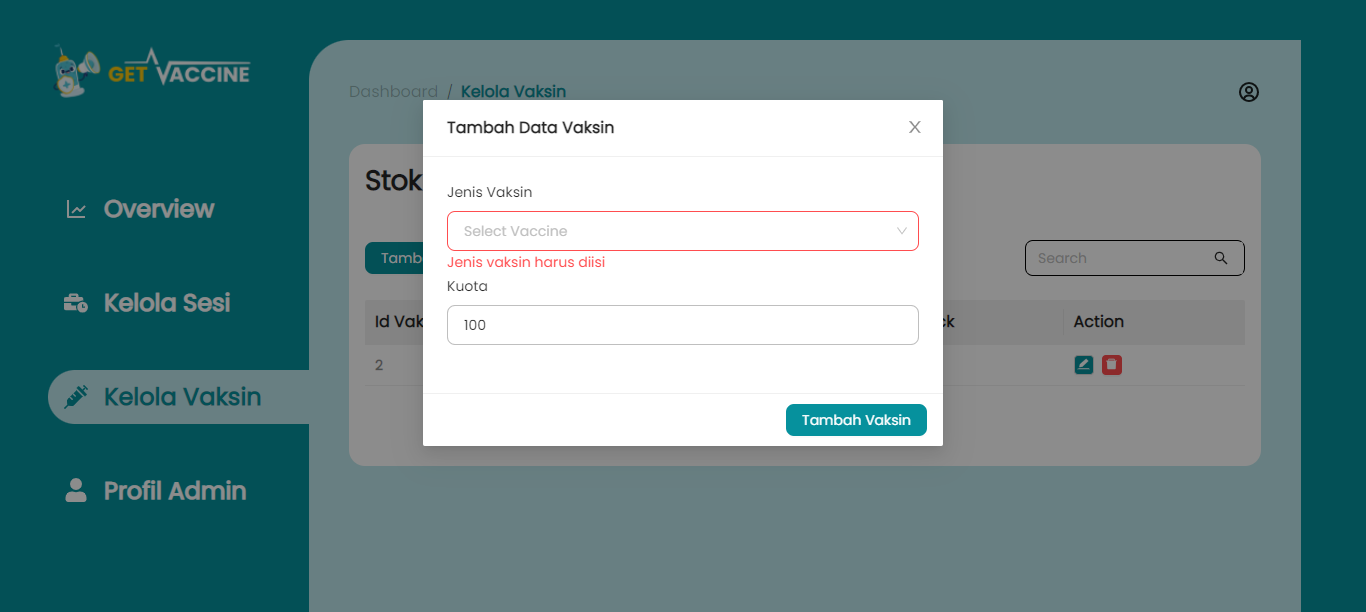 GET VACCINE
Dashboard / Kelola Vaksin
Tambah Data Vaksin
Overview
Stok
Jenis Vaksin
Select Vaccine
Tamb
Search
Jenis vaksin harus diisi
Kuota
Kelola Sesi
100
Id Vak
ck
Action
2
Kelola Vaksin
Tambah Vaksin
Profil Admin